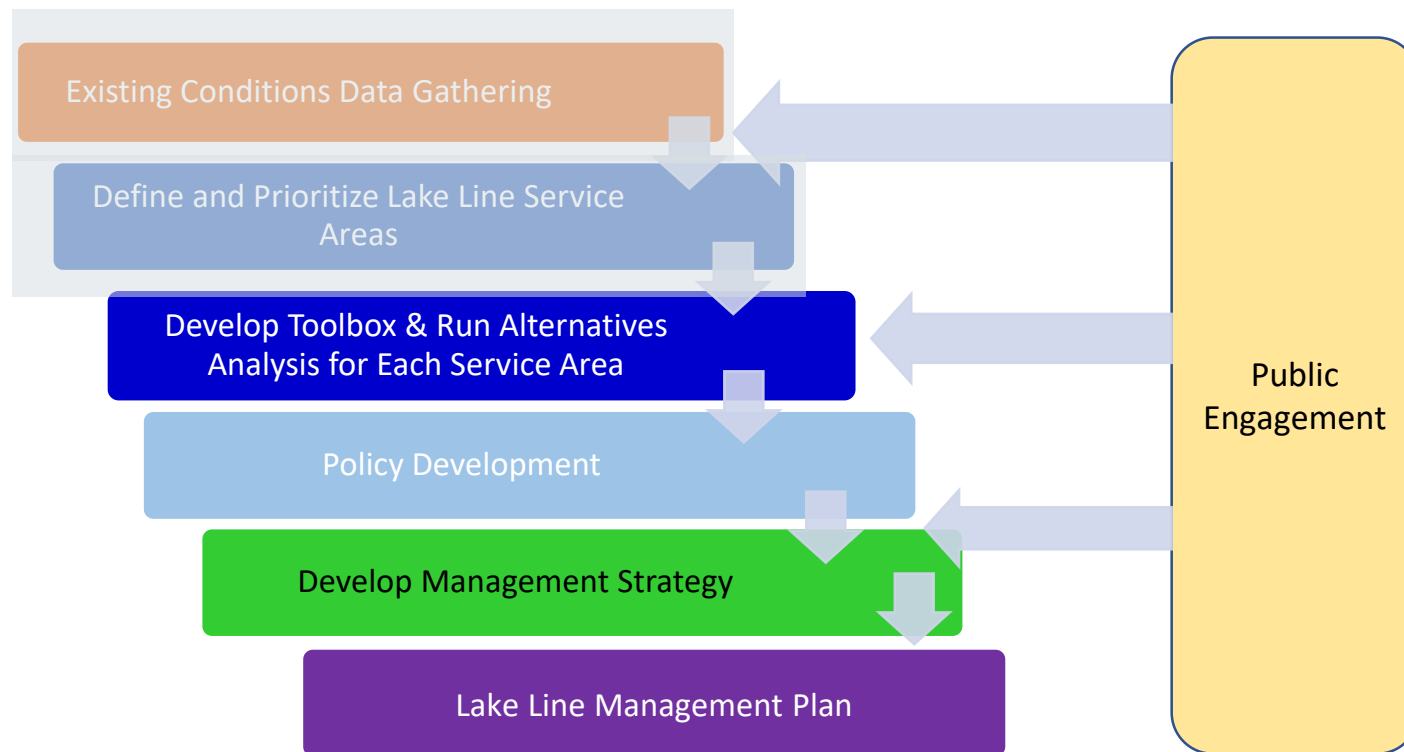 Existing Conditions Data Gathering
Define and Prioritize Lake Line Service
Areas
Develop Toolbox & Run Alternatives
Analysis for Each Service Area
Policy Development
Develop Management Strategy
Lake Line Management Plan
Public
Engagement